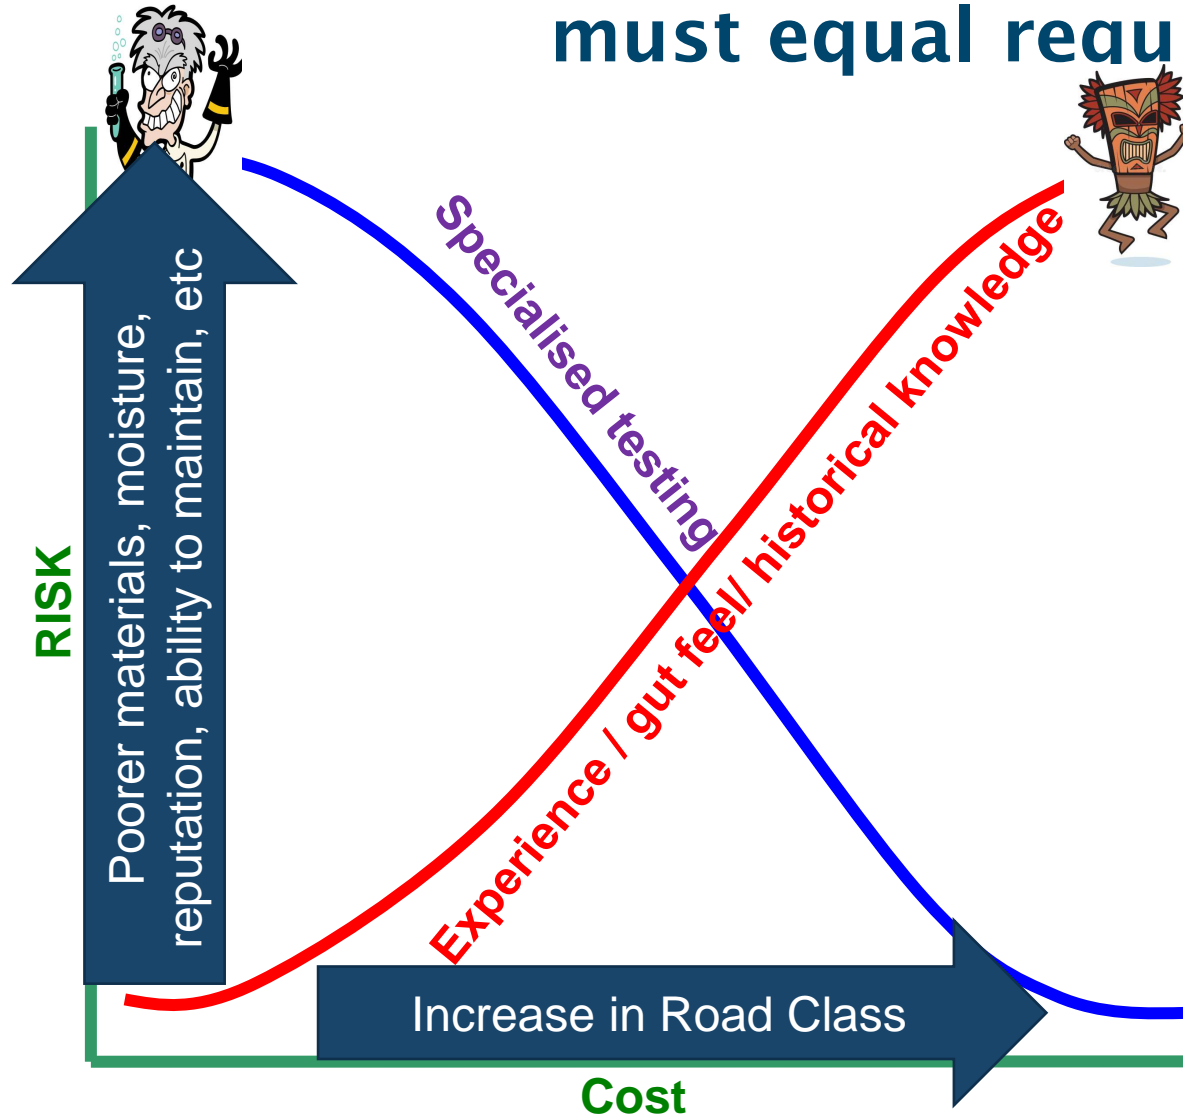 must equal requ
Specialised testing
Experience / gut feel/ historical knowledge
Poorer materials, moisture,
reputation, ability to maintain, etc
RISK
Increase in Road Class
Cost